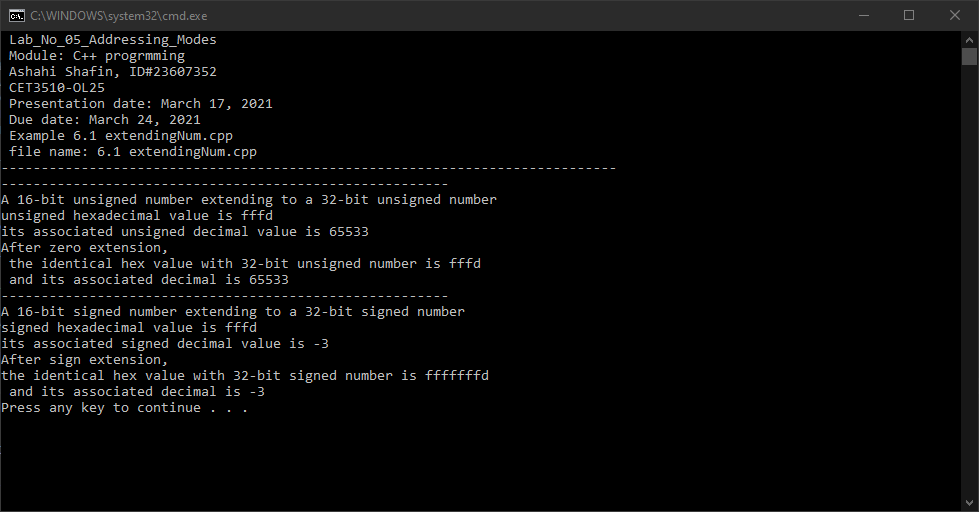 C:\WINDOWS\system32\cmd.exe
Lab_No_05_Addressing_Modes
Module: C++ progrmming
Ashahi Shafin, ID#23607352
CET3510-OL25
Presentation date: March 17, 2021
Due date: March 24, 2021
Example 6.1 extendingNum.cpp
file name: 6.1 extendingNum.cpp
-----------------------------------------------------------------------------
--------------------------------------------------------
A 16-bit unsigned number extending to a 32-bit unsigned number
unsigned hexadecimal value is fffd
its associated unsigned decimal value is 65533
After zero extension,
the identical hex value with 32-bit unsigned number is fffd
and its associated decimal is 65533
--------------------------------------------------------
A 16-bit signed number extending to a 32-bit signed number
signed hexadecimal value is fffd
its associated signed decimal value is -3
After sign extension,
the identical hex value with 32-bit signed number is fffffffd
and its associated decimal is -3
Press any key to continue . . .